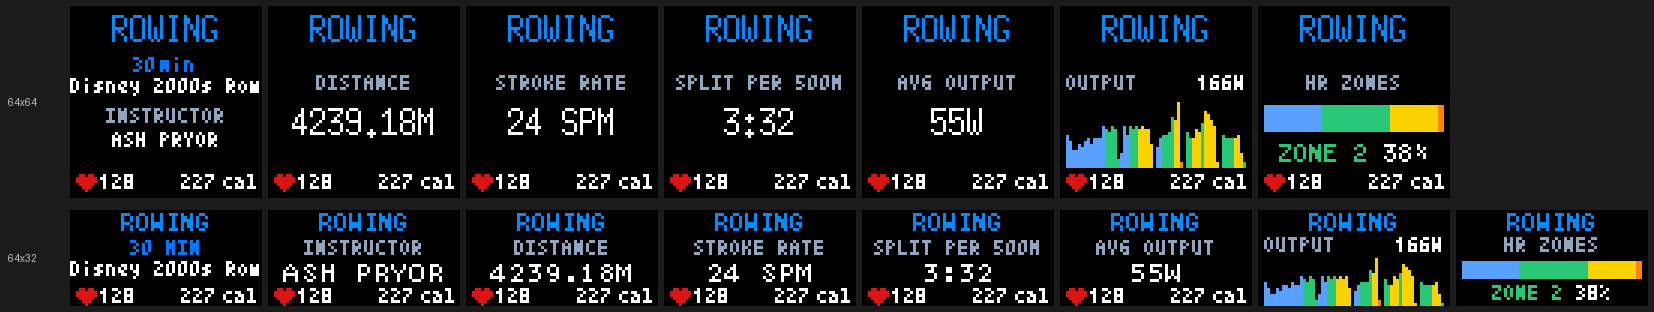 64x64
ROWING
30min
Disney 2000s Row
INSTRUCTOR
ASH PRYOR
128 227 cal
ROWING
DISTANCE
4239.18M
128 227 cal
ROWING
STROKE RATE
24 SPM
128 227 cal
ROWING
SPLIT PER 500M
3:32
128 227 cal
ROWING
AVG OUTPUT
55W
128 227 cal
ROWING
OUTPUT 166W
128 227 cal
ROWING
HR ZONES
ZONE 2 38%
128 227 cal
64x32
ROWING
30 MIN
Disney 2000s Row
128 227 cal
ROWING
INSTRUCTOR
ASH PRYOR
128 227 cal
ROWING
DISTANCE
4239.18M
128 227 cal
ROWING
STROKE RATE
24 SPM
128 227 cal
ROWING
SPLIT PER 500M
3:32
128 227 cal
ROWING
AVG OUTPUT
55W
128 227 cal
ROWING
OUTPUT 166W
ROWING
HR ZONES
ZONE 2 38%